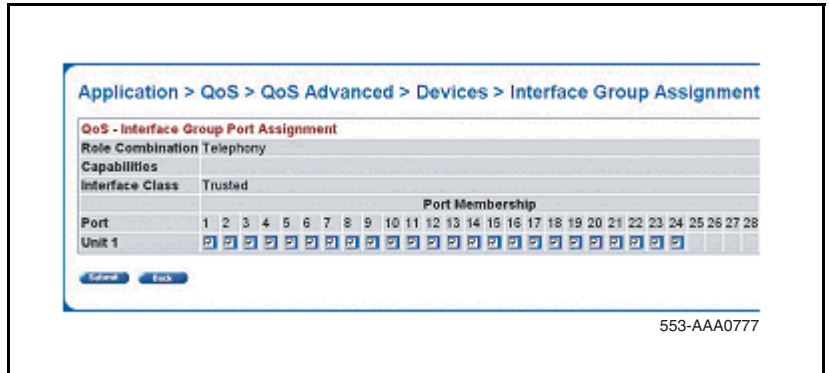 Application > QoS > QoS Advanced > Devices > Interface Group Assignment
QoS - Interface Group Port Assignment
Role Combination Telephony
Capabilities
Interface Class Trusted
Port Membership
Port 1 2 3 4 5 6 7 8 9 10 11 12 13 14 15 16 17 18 19 20 21 22 23 24 25 26 27 28
Unit 1
Submit Back
553-AAA0777